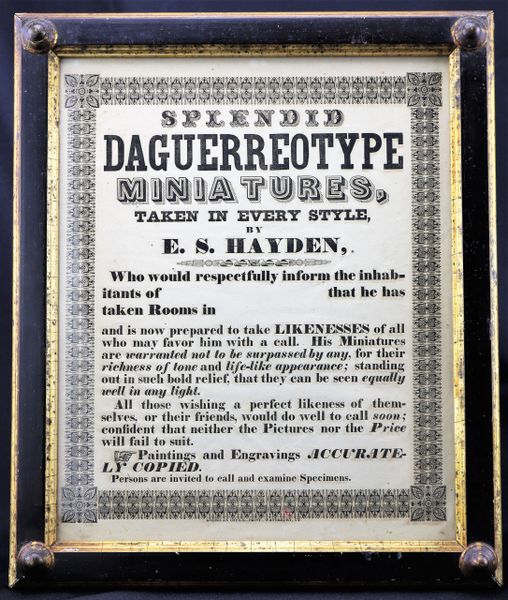 SPLENDID
DAGUERREOTYPE
MINIATURES,
TAKEN IN EVERY STYLE,
BY
E. S. HAYDEN,
Who would respectfully inform the inhab-
itants of that he has
taken Rooms in
and is now prepared to take LIKENESSES of all
who may favor him with a call. His Miniatures
are warranted not to be surpassed by any, for their
richness of tone and life-like appearance; standing
out in such bold relief, that they can be seen equally
well in any light.
All those wishing a perfect likeness of them-
selves, or their friends, would do well to call soon;
confident that neither the Pictures nor the Price
will fail to suit.
Paintings and Engravings ACCURATE-
LY COPIED.
Persons are invited to call and examine Specimens.